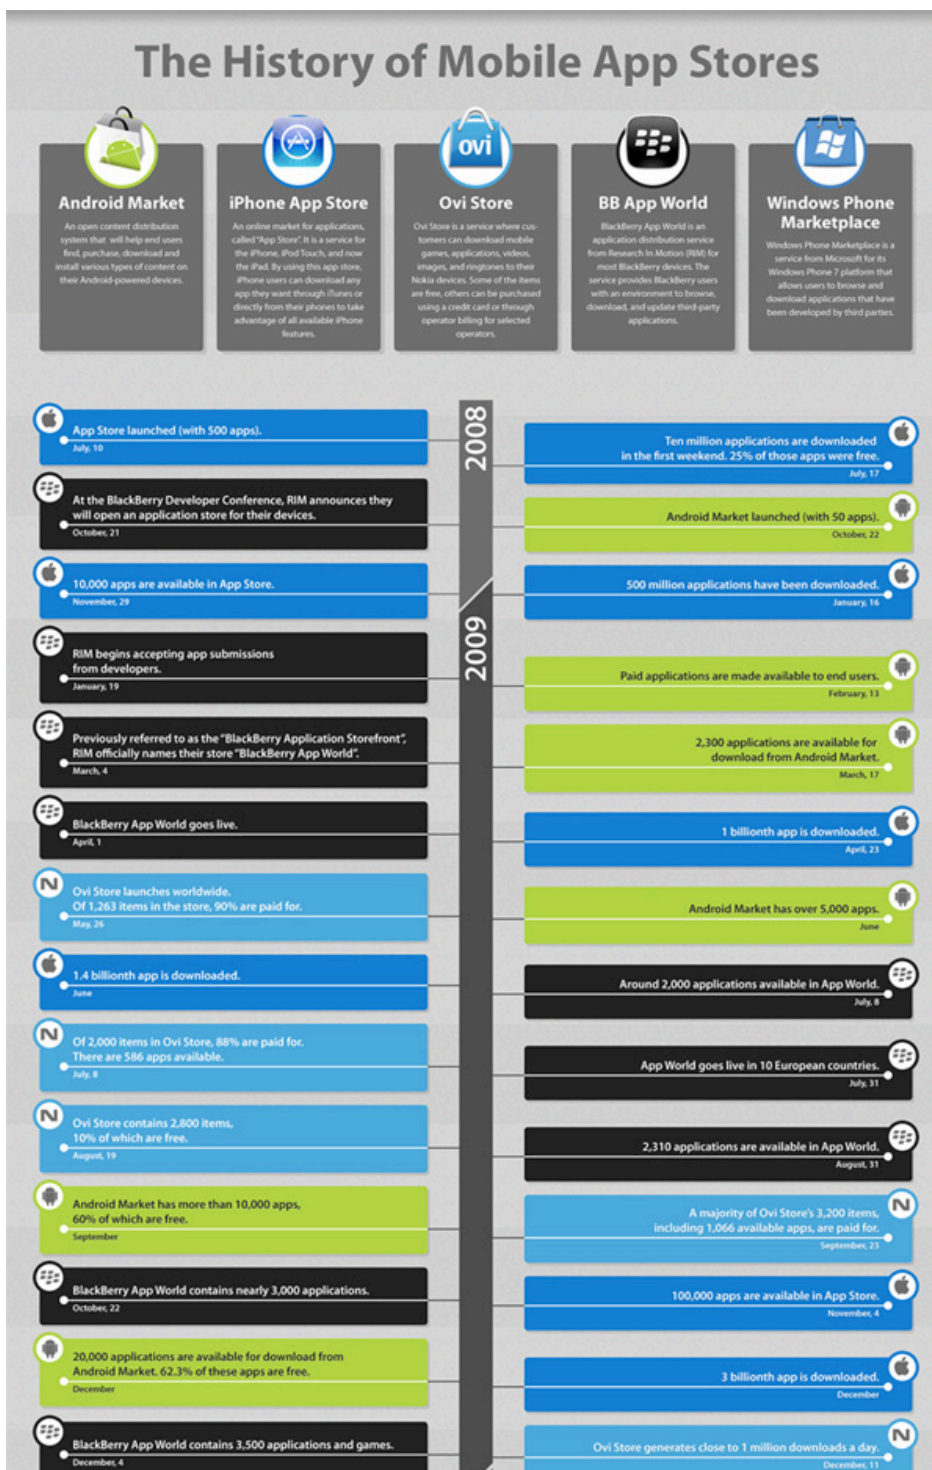 The History of Mobile App Stores
Android Market
An open content distribution
system that will help end users
find, purchase, download and
install various types of content on
their Android-powered devices.
iPhone App Store
An online market for applications,
called "App Store". It is a service for
the iPhone, iPod Touch, and now
the iPad. By using this app store,
iPhone users can download any
app they want through iTunes or
directly from their phones to take
advantage of all available iPhone
features.
ovi
Ovi Store
Ovi Store is a service where cus-
tomers can download mobile
games, applications, videos,
images, and ringtones to their
Nokia devices. Some of the items
are free, others can be purchased
using a credit card or through
operator billing for selected
operators.
BB App World
BlackBerry App World is an
application distribution service
from Research In Motion (RIM) for
most BlackBerry devices. The
service provides BlackBerry users
with an environment to browse,
download, and update third-party
applications.
Windows Phone
Marketplace
Windows Phone Marketplace is a
service from Microsoft for its
Windows Phone 7 platform that
allows users to browse and
download applications that have
been developed by third parties.
2008
App Store launched (with 500 apps).
July, 10
Ten million applications are downloaded
in the first weekend. 25% of those apps were free.
July, 17
At the BlackBerry Developer Conference, RIM announces they
will open an application store for their devices.
October, 21
Android Market launched (with 50 apps).
October, 22
10,000 apps are available in App Store.
November, 29
500 million applications have been downloaded.
January, 16
2009
RIM begins accepting app submissions
from developers.
January, 19
Paid applications are made available to end users.
February, 13
Previously referred to as the "BlackBerry Application Storefront",
RIM officially names their store "BlackBerry App World".
March, 4
2,300 applications are available for
download from Android Market.
March, 17
BlackBerry App World goes live.
April, 1
1 billionth app is downloaded.
April, 23
Ovi Store launches worldwide.
Of 1,263 items in the store, 90% are paid for.
May, 26
Android Market has over 5,000 apps.
June
1.4 billionth app is downloaded.
June
Around 2,000 applications available in App World.
July, 8
Of 2,000 items in Ovi Store, 88% are paid for.
There are 586 apps available.
July, 8
App World goes live in 10 European countries.
July, 31
Ovi Store contains 2,800 items,
10% of which are free.
August, 19
2,310 applications are available in App World.
August, 31
Android Market has more than 10,000 apps,
60% of which are free.
September
A majority of Ovi Store's 3,200 items,
including 1,066 available apps, are paid for.
September, 23
BlackBerry App World contains nearly 3,000 applications.
October, 22
100,000 apps are available in App Store.
November, 4
20,000 applications are available for download from
Android Market. 62.3% of these apps are free.
December
3 billionth app is downloaded.
December
BlackBerry App World contains 3,500 applications and games.
December, 4
Ovi Store generates close to 1 million downloads a day.
December, 11